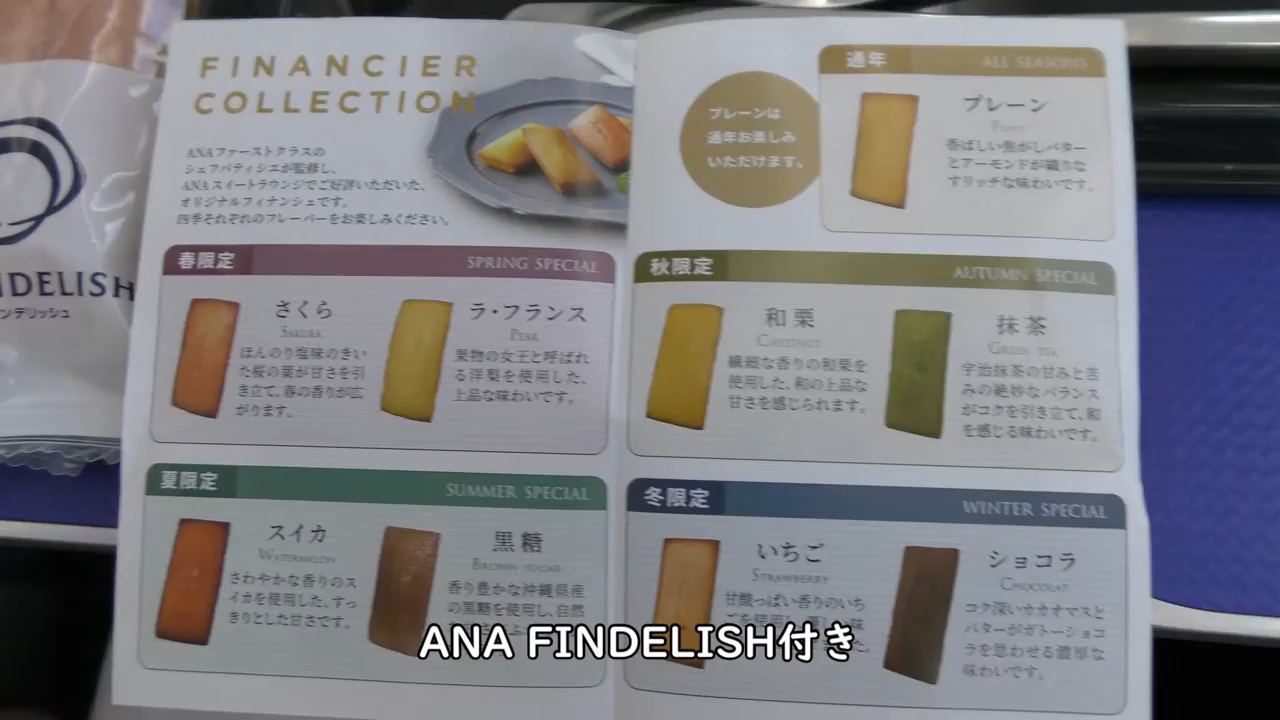 FINANCIER
COLLECTION
ANAファーストクラスの
シェフパティシエが監修し、
ANAスイートラウンジでご好評いただいた、
オリジナルフィナンシェです。
四季それぞれのフレーバーをお楽しみください。
プレーンは
通年お楽しみ
いただけます。
通年
ALL SEASONS
プレーン
PLAIN
香ばしい焦がしバター
とアーモンドが織りな
すリッチな味わいです。
春限定
SPRING SPECIAL
さくら
SAKURA
ほんのり塩味のきい
た桜の葉が甘さを引
き立て、春の香りが広
がります。
ラ・フランス
PEAR
果物の女王と呼ばれ
る洋梨を使用した、
上品な味わいです。
秋限定
AUTUMN SPECIAL
和栗
CHESTNUT
繊細な香りの和栗を
使用した、和の上品な
甘さを感じられます。
抹茶
GREEN TEA
宇治抹茶の甘みと苦
みの絶妙なバランス
がコクを引き立て、和
を感じる味わいです。
夏限定
SUMMER SPECIAL
スイカ
WATERMELON
さわやかな香りのス
イカを使用した、すっ
きりとした甘さです。
黒糖
BROWN SUGAR
香り豊かな沖縄県産
の黒糖を使用し、自然
冬限定
WINTER SPECIAL
いちご
STRAWBERRY
甘酸っぱい香りのいち
ショコラ
CHOCOLAT
コク深いカカオマスと
バターがガトーショコ
ラを思わせる濃厚な
味わいです。
NDELISH
ンデリッシュ
ANA FINDELISH付き